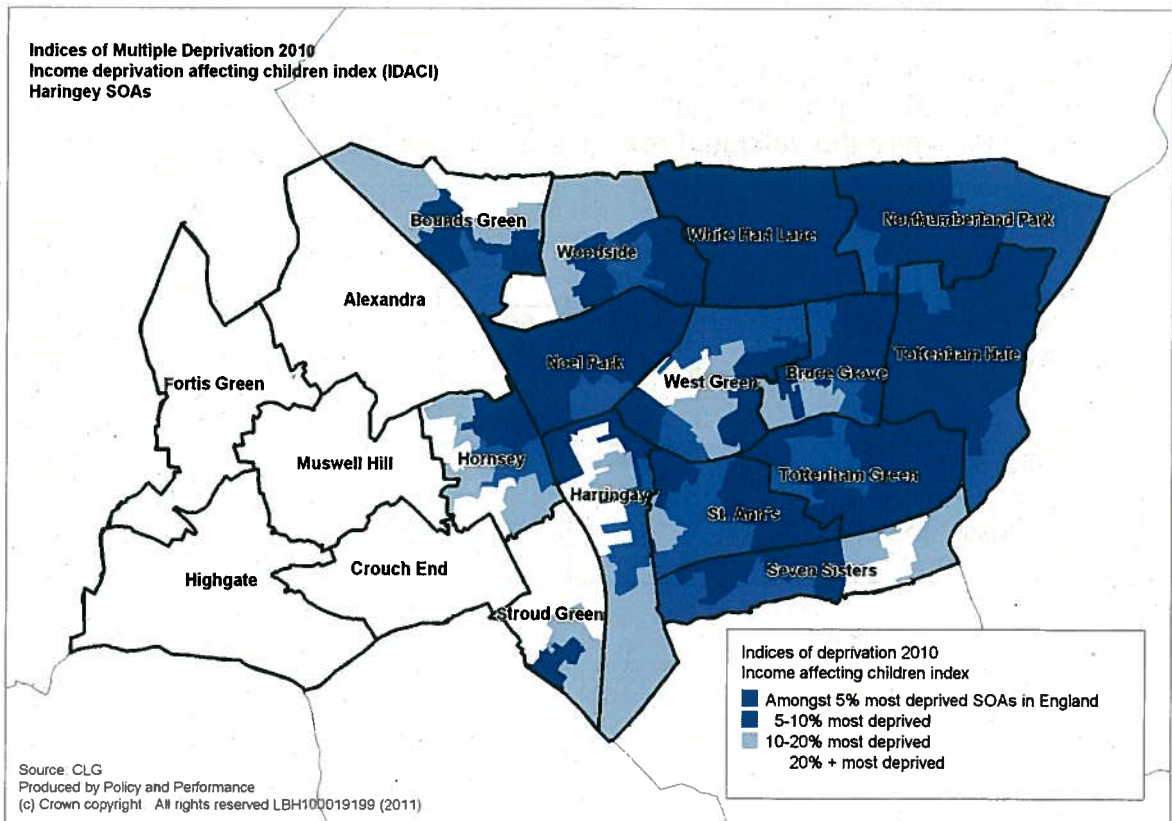 Indices of Multiple Deprivation 2010
Income deprivation affecting children index (IDACI)
Haringey SOAs
Bounds Green
Woodside
White Hart Lane
Northumberland Park
Alexandra
Noel Park
Tottenham Hale
Fortis Green
West Green
Bruce Grove
Muswell Hill
Hornsey
Tottenham Green
Harringay
St. Ann's
Highgate
Crouch End
Seven Sisters
Stroud Green
Indices of deprivation 2010
Income affecting children index
Amongst 5% most deprived SOAs in England
5-10% most deprived
10-20% most deprived
20% + most deprived
Source: CLG
Produced by Policy and Performance
(c) Crown copyright All rights reserved LBH100019199 (2011)